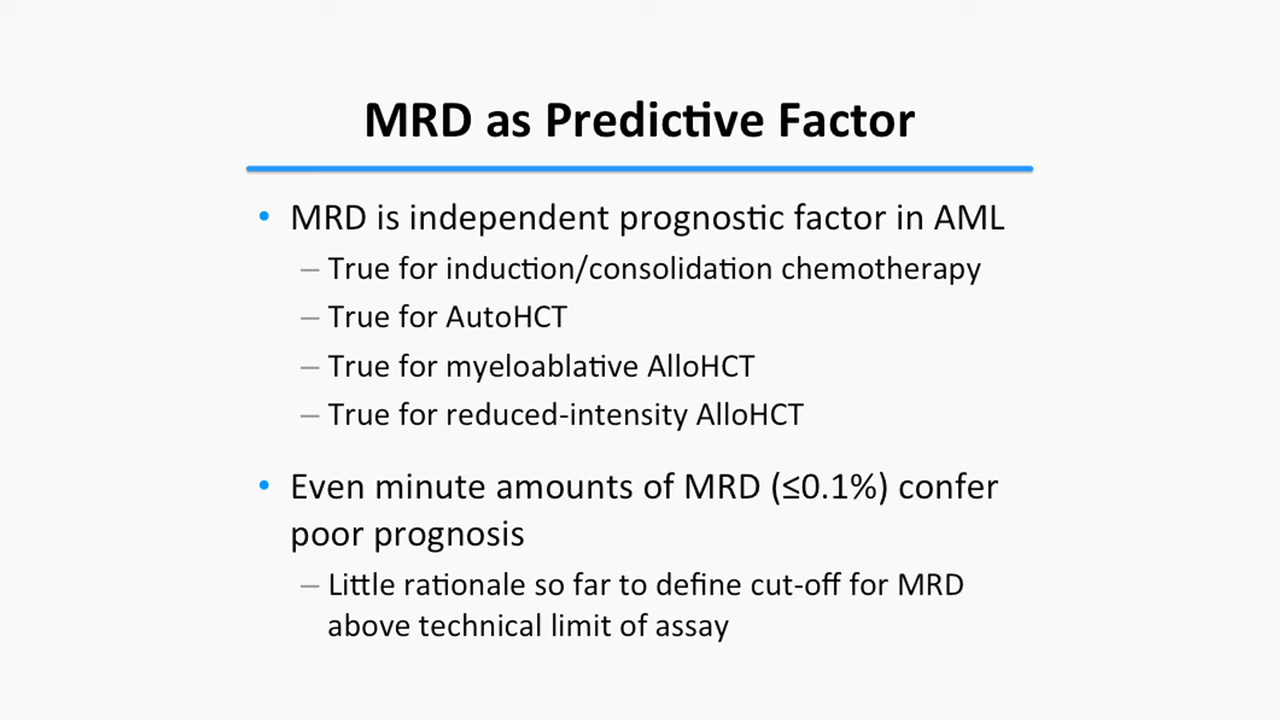 MRD as Predictive Factor
• MRD is independent prognostic factor in AML
– True for induction/consolidation chemotherapy
– True for AutoHCT
– True for myeloablative AlloHCT
– True for reduced-intensity AlloHCT
• Even minute amounts of MRD (≤0.1%) confer
poor prognosis
– Little rationale so far to define cut-off for MRD
above technical limit of assay